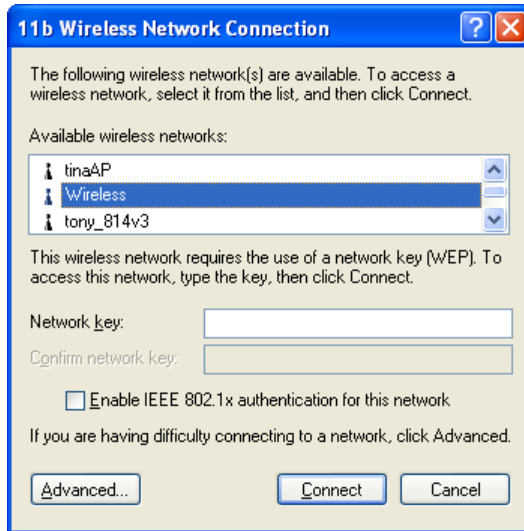 11b Wireless Network Connection
The following wireless network(s) are available. To access a
wireless network, select it from the list, and then click Connect.
Available wireless networks:
tinaAP
Wireless
tony_814v3
This wireless network requires the use of a network key (WEP). To
access this network, type the key, then click Connect.
Network key:
Confirm network key:
Enable IEEE 802.1x authentication for this network
If you are having difficulty connecting to a network, click Advanced.
Advanced... Connect Cancel